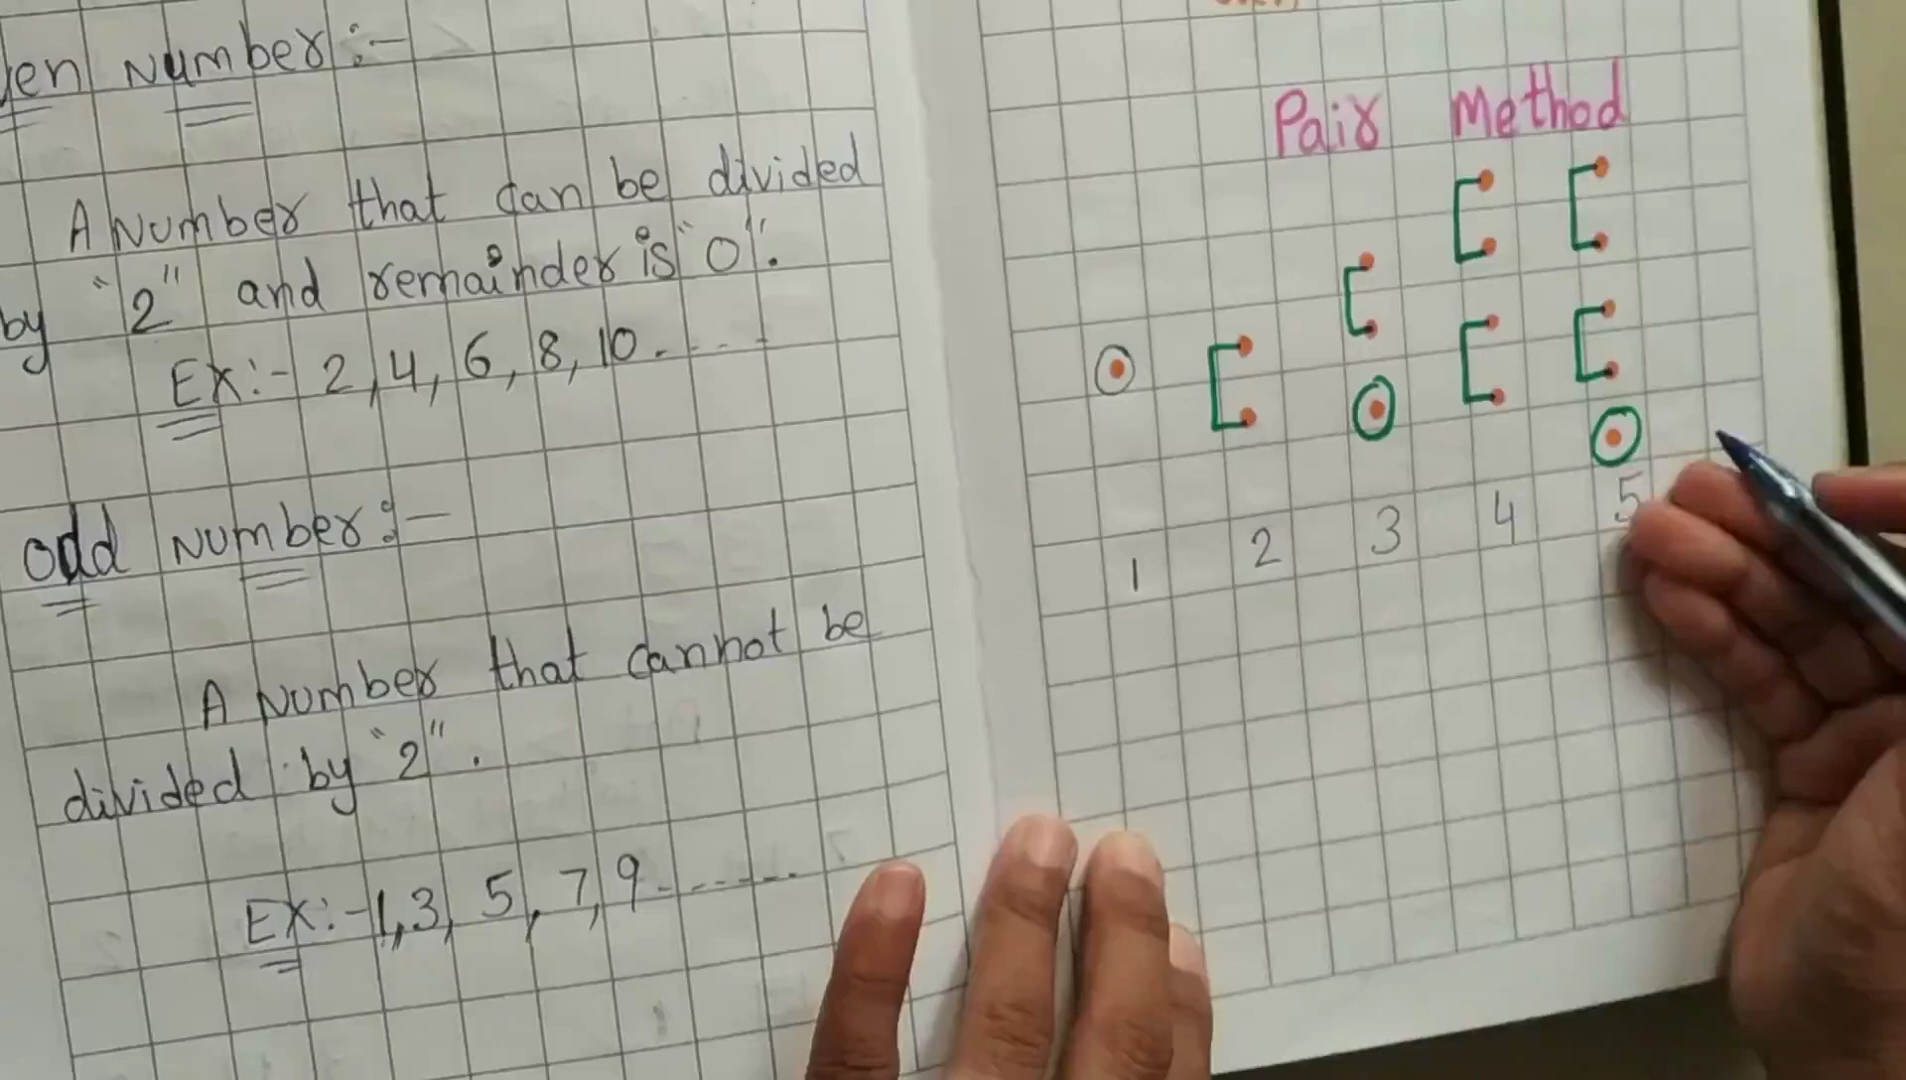 Number:-
A Number that can be divided
by "2" and remainder is "0".
EX:- 2, 4, 6, 8, 10.----
odd Number:-
A Number that cannot be
divided by "2".
EX:-1,3, 5, 7, 9------
Pair Method
1 2 3 4 5